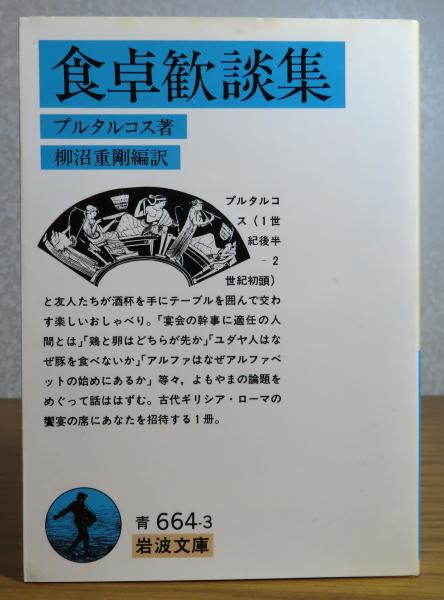 食卓歓談集
プルタルコス著
柳沼重剛編訳
プルタルコ
ス(1世
紀後半
-2
世紀初頭)
と友人たちが酒杯を手にテーブルを囲んで交わ
す楽しいおしゃべり。「宴会の幹事に適任の人
間とは」「鶏と卵はどちらが先か」「ユダヤ人はな
ぜ豚を食べないか」「アルファはなぜアルファベ
ットの始めにあるか」等々，よもやまの論題を
めぐって話ははずむ。古代ギリシア・ローマの
饗宴の席にあなたを招待する1冊。
青 664-3
岩波文庫